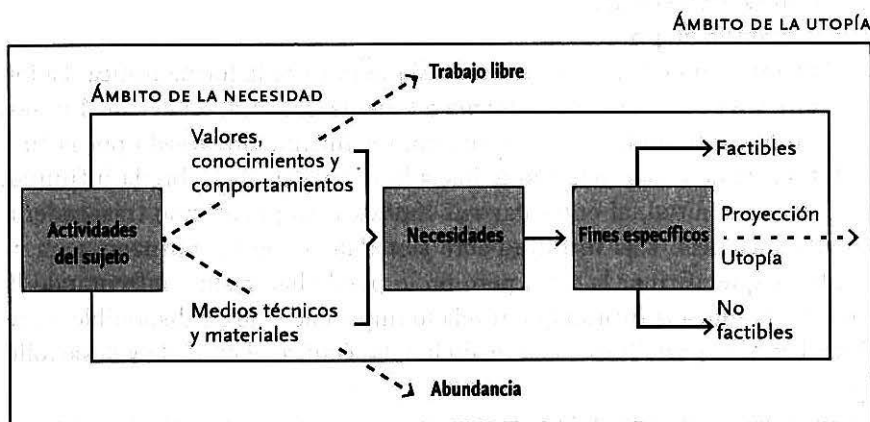 ÁMBITO DE LA UTOPÍA
Trabajo libre
ÁMBITO DE LA NECESIDAD
Valores,
conocimientos y
comportamientos
Factibles
Actividades
del sujeto
Necesidades
Fines específicos
Proyección
Utopía
Medios técnicos
y materiales
No
factibles
Abundancia